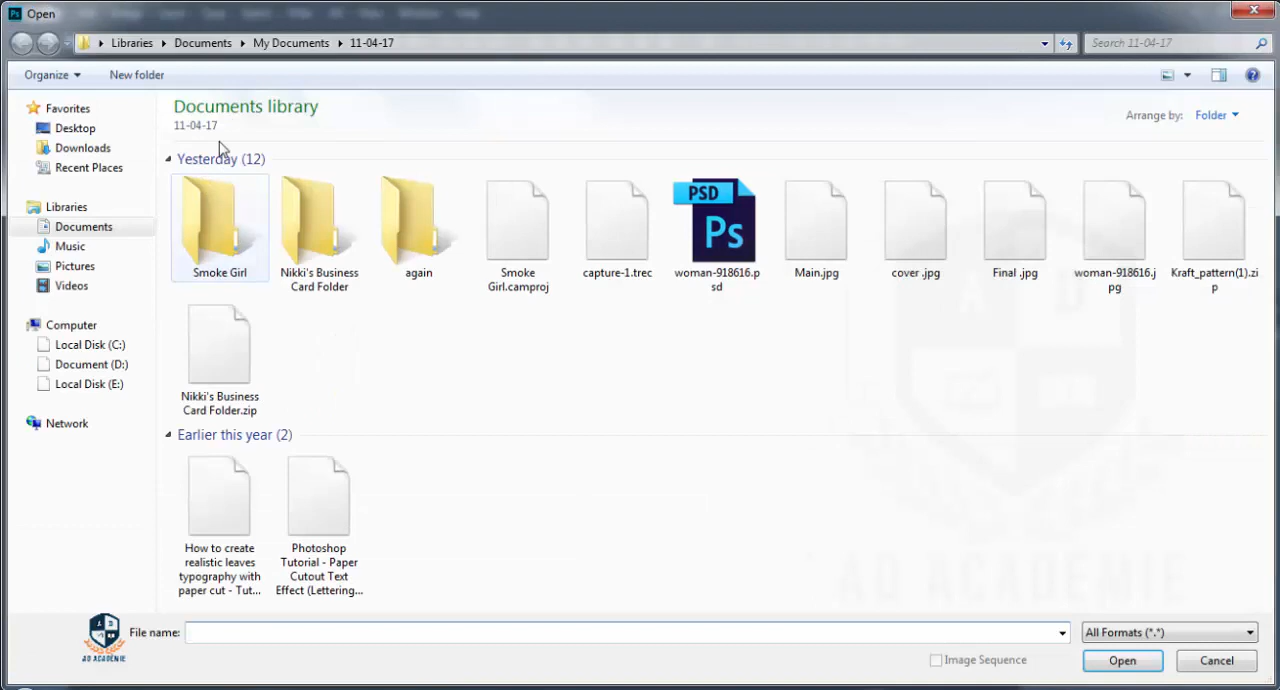 Open
Libraries
Documents
My Documents
11-04-17
Search 11-04-17
Organize
New folder
Favorites
Desktop
Downloads
Recent Places
Libraries
Documents
Music
Pictures
Videos
Computer
Local Disk (C:)
Document (D:)
Local Disk (E:)
Network
Documents library
11-04-17
Arrange by: Folder
Yesterday (12)
Smoke Girl
Nikki's Business
Card Folder
again
Smoke
Girl.camproj
capture-1.trec
PSD
Ps
woman-918616.p
sd
Main.jpg
cover .jpg
Final .jpg
woman-918616.j
pg
Kraft_pattern(1).zi
p
Nikki's Business
Card Folder.zip
Earlier this year (2)
How to create
realistic leaves
typography with
paper cut - Tut...
Photoshop
Tutorial - Paper
Cutout Text
Effect (Lettering...
AD ACADEMIE
File name:
All Formats (*.*)
Image Sequence
Open
Cancel
AD ACADÉMIE